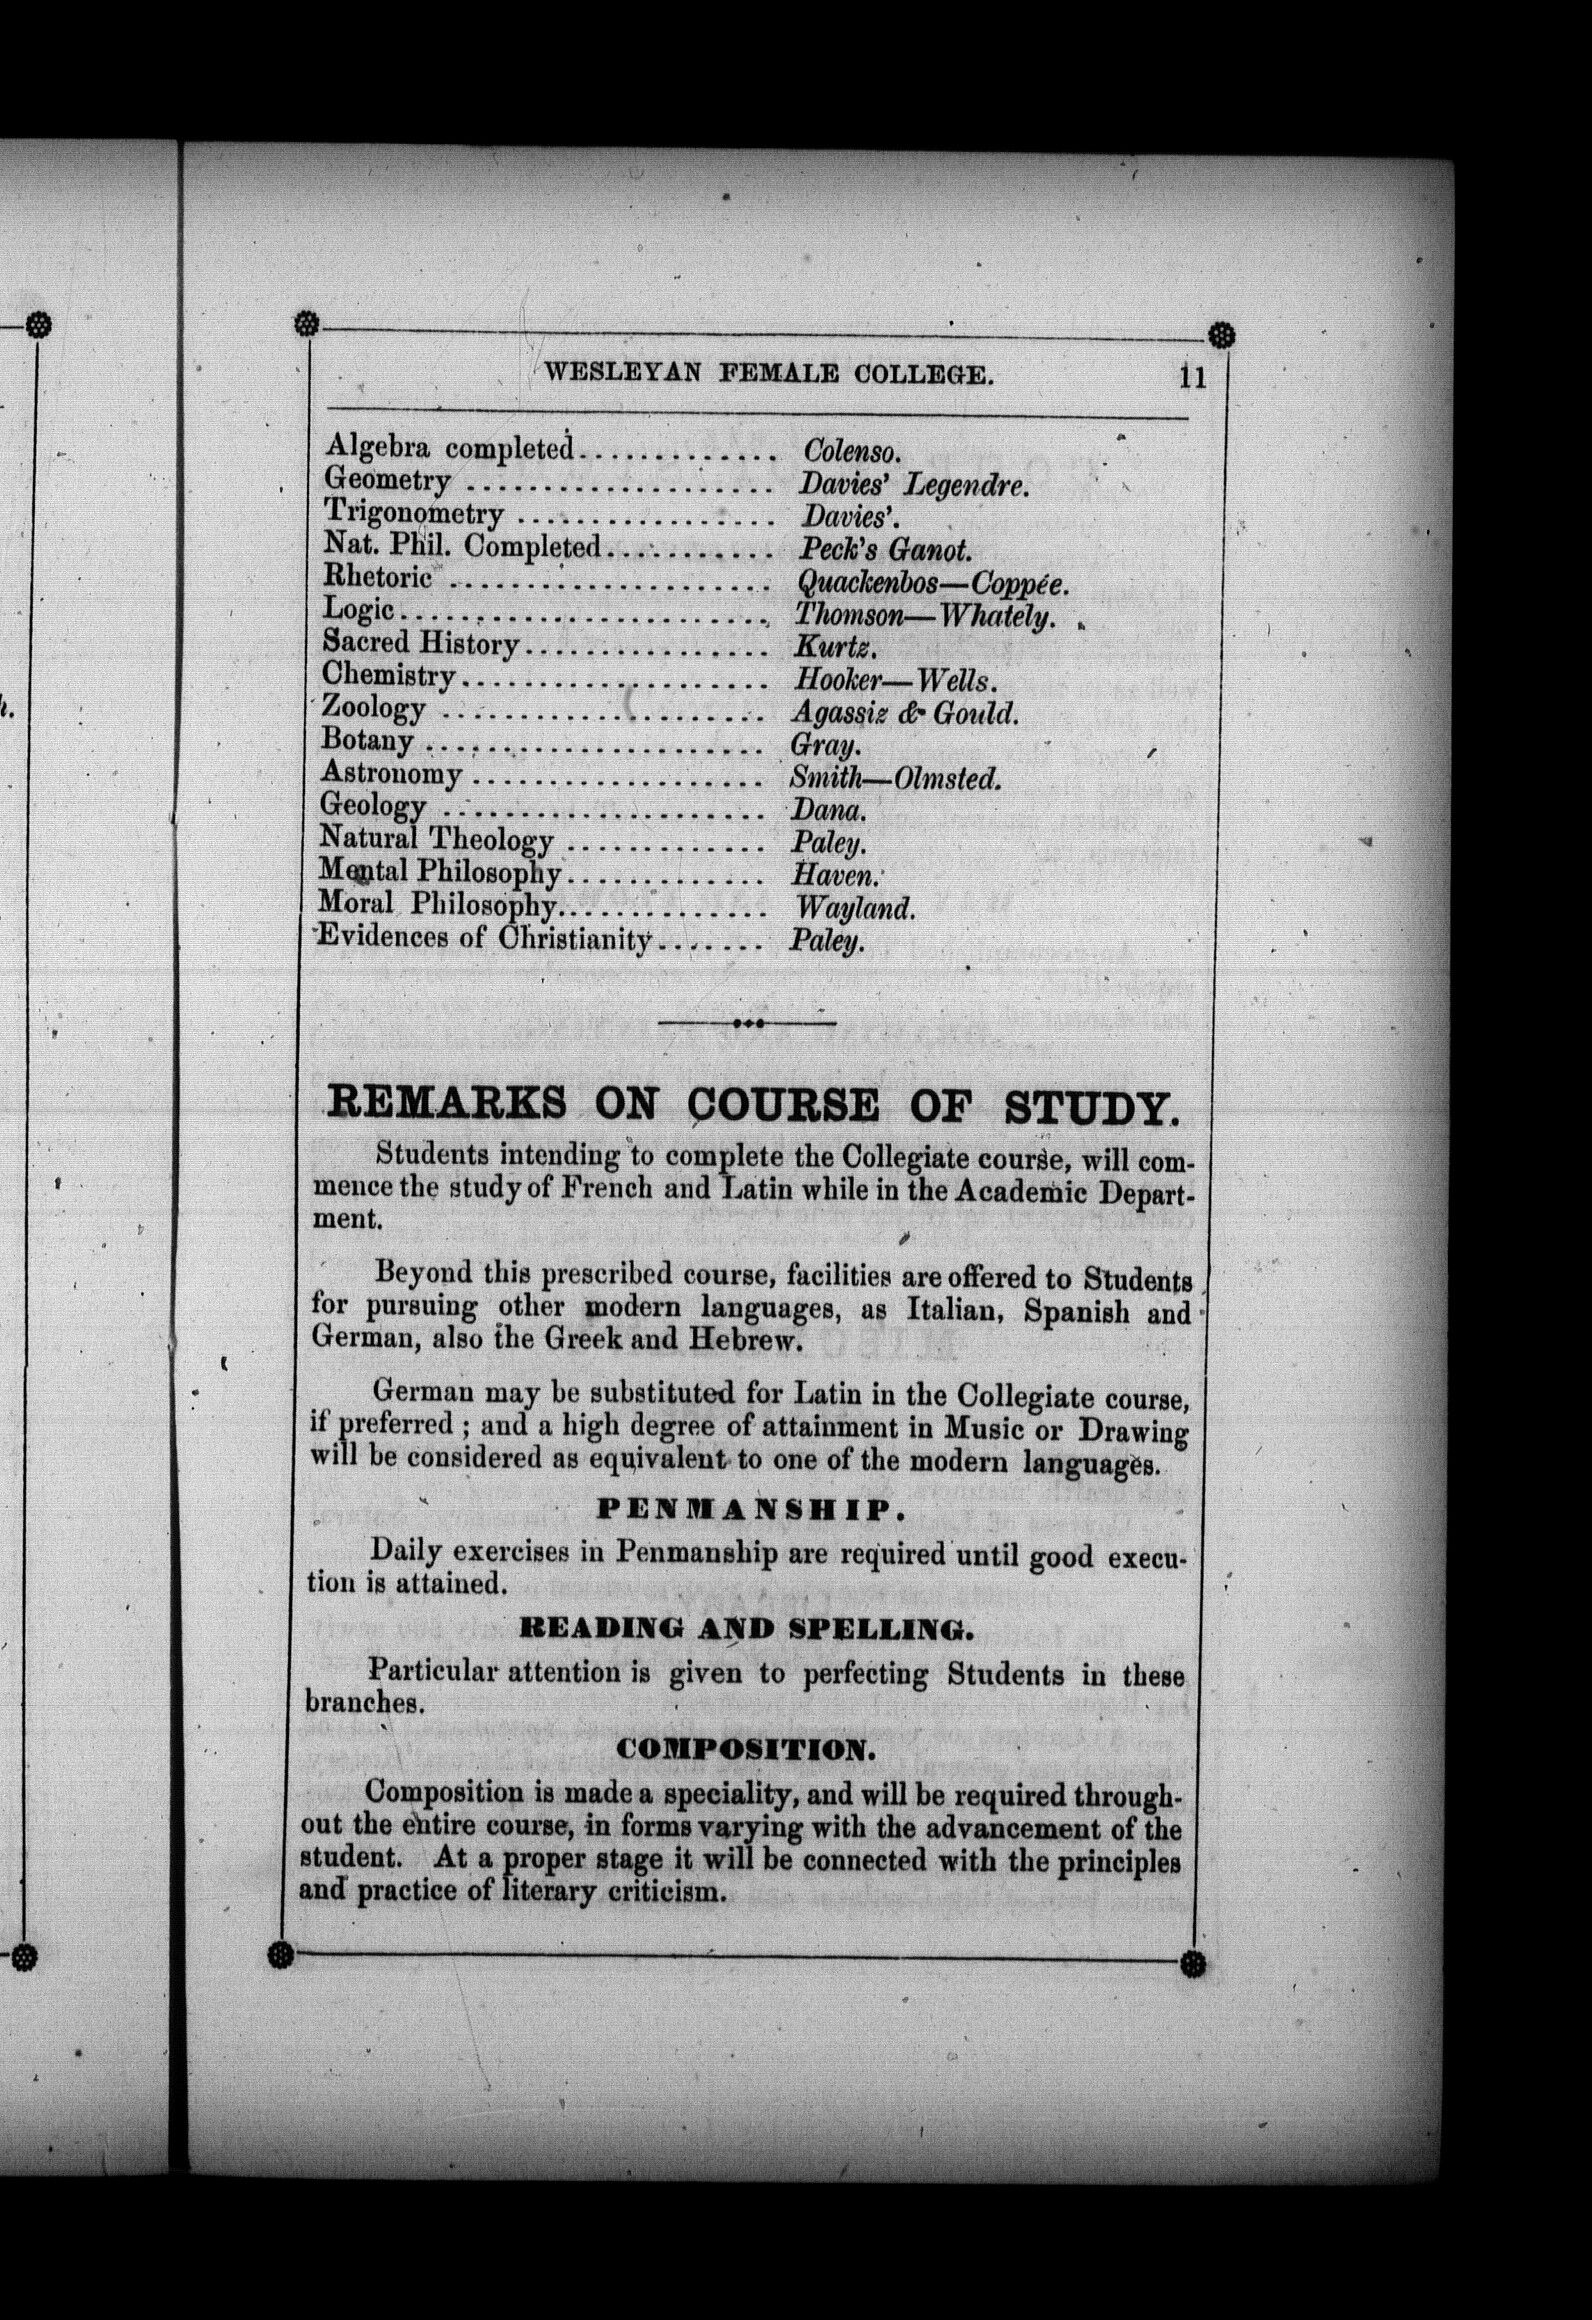 WESLEYAN FEMALE COLLEGE. 11
Algebra completed............. Colenso.
Geometry .................... Davies' Legendre.
Trigonometry ................. Davies'.
Nat. Phil. Completed........... Peck's Ganot.
Rhetoric ..................... Quackenbos—Coppée.
Logic........................ Thomson—Whately.
Sacred History................ Kurtz.
Chemistry.................... Hooker—Wells.
Zoology ..................... Agassiz & Gould.
Botany ...................... Gray.
Astronomy ................... Smith—Olmsted.
Geology ..................... Dana.
Natural Theology ............. Paley.
Mental Philosophy............. Haven.
Moral Philosophy.............. Wayland.
Evidences of Christianity....... Paley.
REMARKS ON COURSE OF STUDY.
Students intending to complete the Collegiate course, will com-
mence the study of French and Latin while in the Academic Depart-
ment.
Beyond this prescribed course, facilities are offered to Students
for pursuing other modern languages, as Italian, Spanish and
German, also the Greek and Hebrew.
German may be substituted for Latin in the Collegiate course,
if preferred ; and a high degree of attainment in Music or Drawing
will be considered as equivalent to one of the modern languages.
PENMANSHIP.
Daily exercises in Penmanship are required until good execu-
tion is attained.
READING AND SPELLING.
Particular attention is given to perfecting Students in these
branches.
COMPOSITION.
Composition is made a speciality, and will be required through-
out the entire course, in forms varying with the advancement of the
student. At a proper stage it will be connected with the principles
and practice of literary criticism.